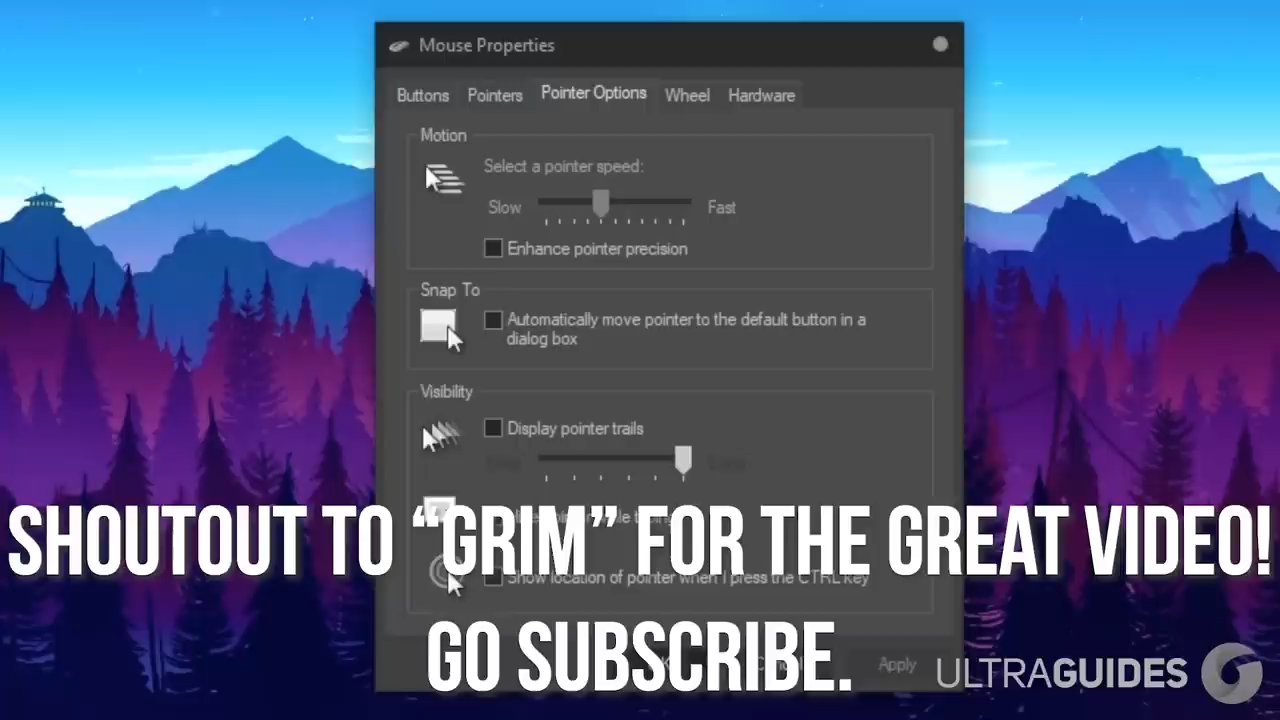 Mouse Properties
Buttons Pointers Pointer Options Wheel Hardware
Motion
Select a pointer speed:
Slow Fast
Enhance pointer precision
Snap To
Automatically move pointer to the default button in a
dialog box
Visibility
Display pointer trails
SHOUTOUT TO “GRIM” FOR THE GREAT VIDEO!
Show location of pointer when I press the CTRL key
GO SUBSCRIBE.
Apply
ULTRAGUIDES